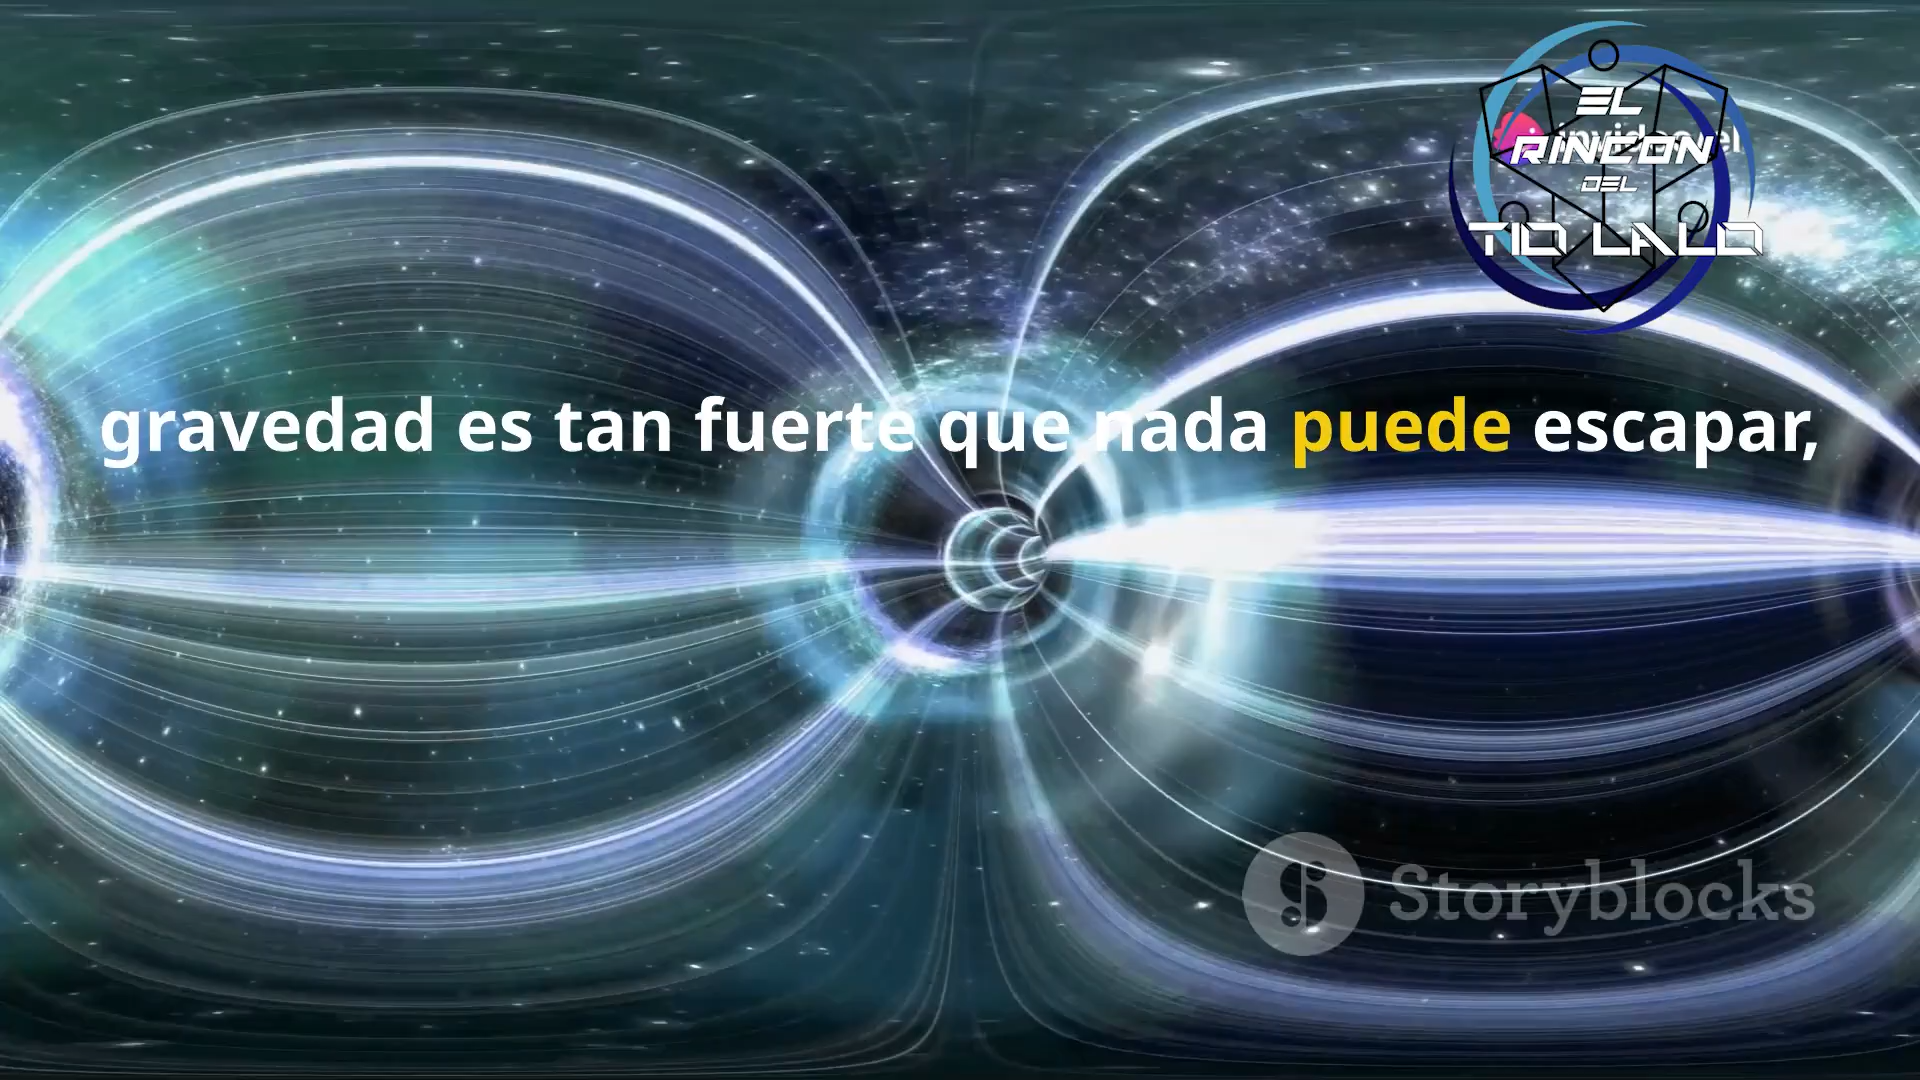 EL
RINCON
DEL
TIO LALO
gravedad es tan fuerte que nada puede escapar,
Storyblocks